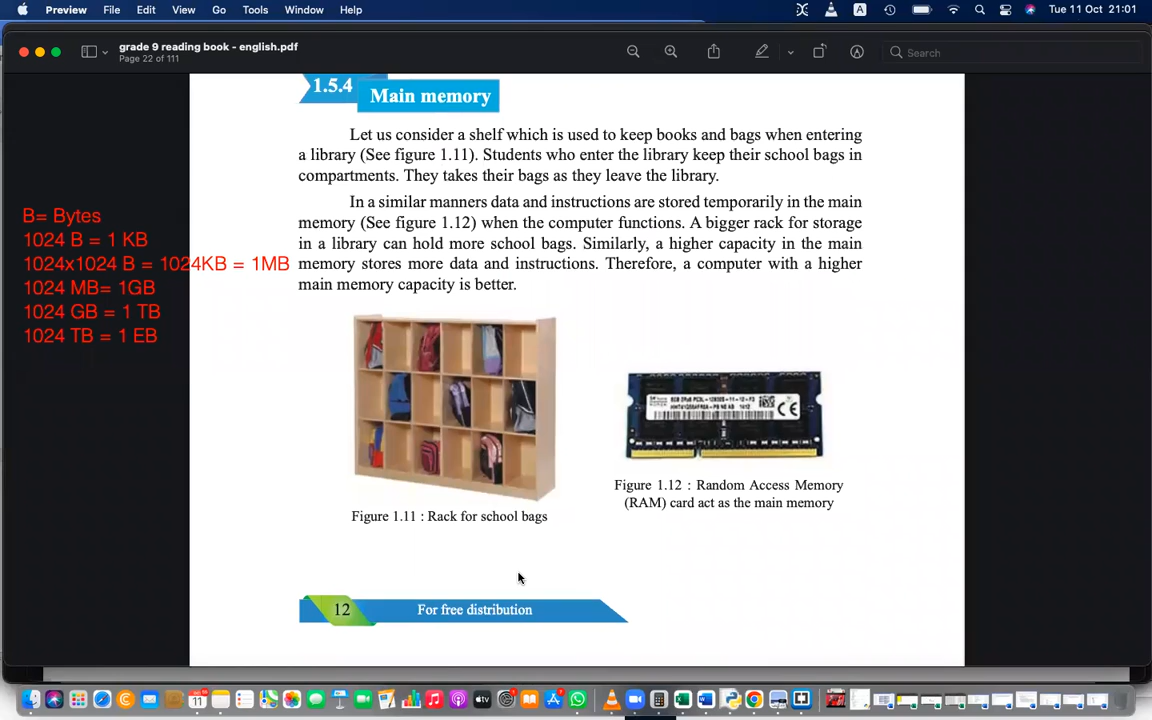 Preview File Edit View Go Tools Window Help A Tue 11 Oct 21:01
grade 9 reading book - english.pdf
Page 22 of 111
Search
1.5.4
Main memory
Let us consider a shelf which is used to keep books and bags when entering
a library (See figure 1.11). Students who enter the library keep their school bags in
compartments. They takes their bags as they leave the library.
In a similar manners data and instructions are stored temporarily in the main
memory (See figure 1.12) when the computer functions. A bigger rack for storage
in a library can hold more school bags. Similarly, a higher capacity in the main
memory stores more data and instructions. Therefore, a computer with a higher
main memory capacity is better.
B= Bytes
1024 B = 1 KB
1024x1024 B = 1024KB = 1MB
1024 MB= 1GB
1024 GB = 1 TB
1024 TB = 1 EB
Figure 1.11 : Rack for school bags
Figure 1.12 : Random Access Memory
(RAM) card act as the main memory
12
For free distribution